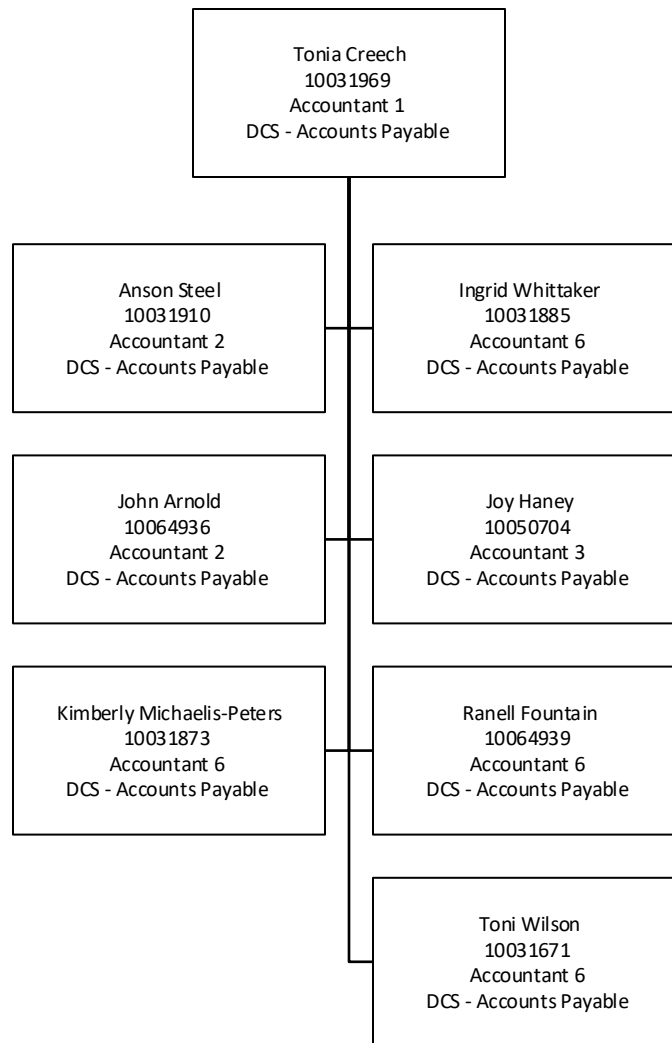 Tonia Creech
10031969
Accountant 1
DCS - Accounts Payable
Anson Steel
10031910
Accountant 2
DCS - Accounts Payable
Ingrid Whittaker
10031885
Accountant 6
DCS - Accounts Payable
John Arnold
10064936
Accountant 2
DCS - Accounts Payable
Joy Haney
10050704
Accountant 3
DCS - Accounts Payable
Kimberly Michaelis-Peters
10031873
Accountant 6
DCS - Accounts Payable
Ranell Fountain
10064939
Accountant 6
DCS - Accounts Payable
Toni Wilson
10031671
Accountant 6
DCS - Accounts Payable